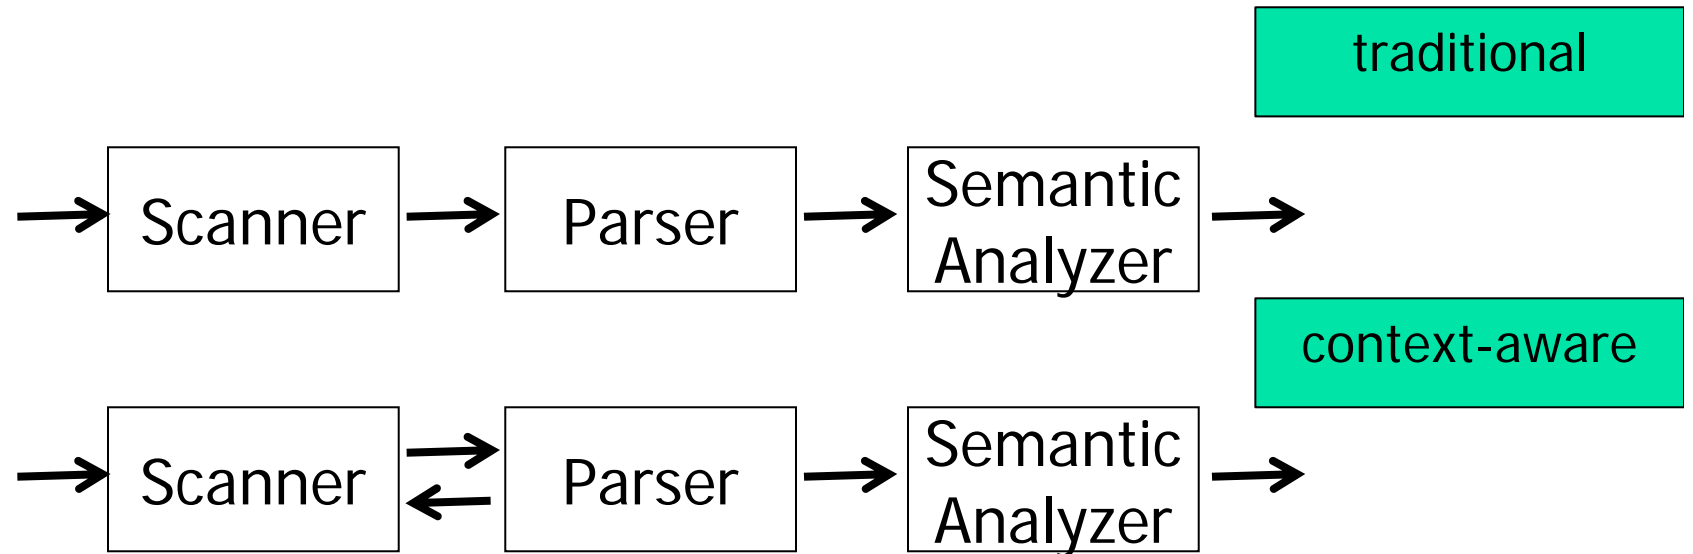 traditional
Scanner
Parser
Semantic
Analyzer
context-aware
Scanner
Parser
Semantic
Analyzer